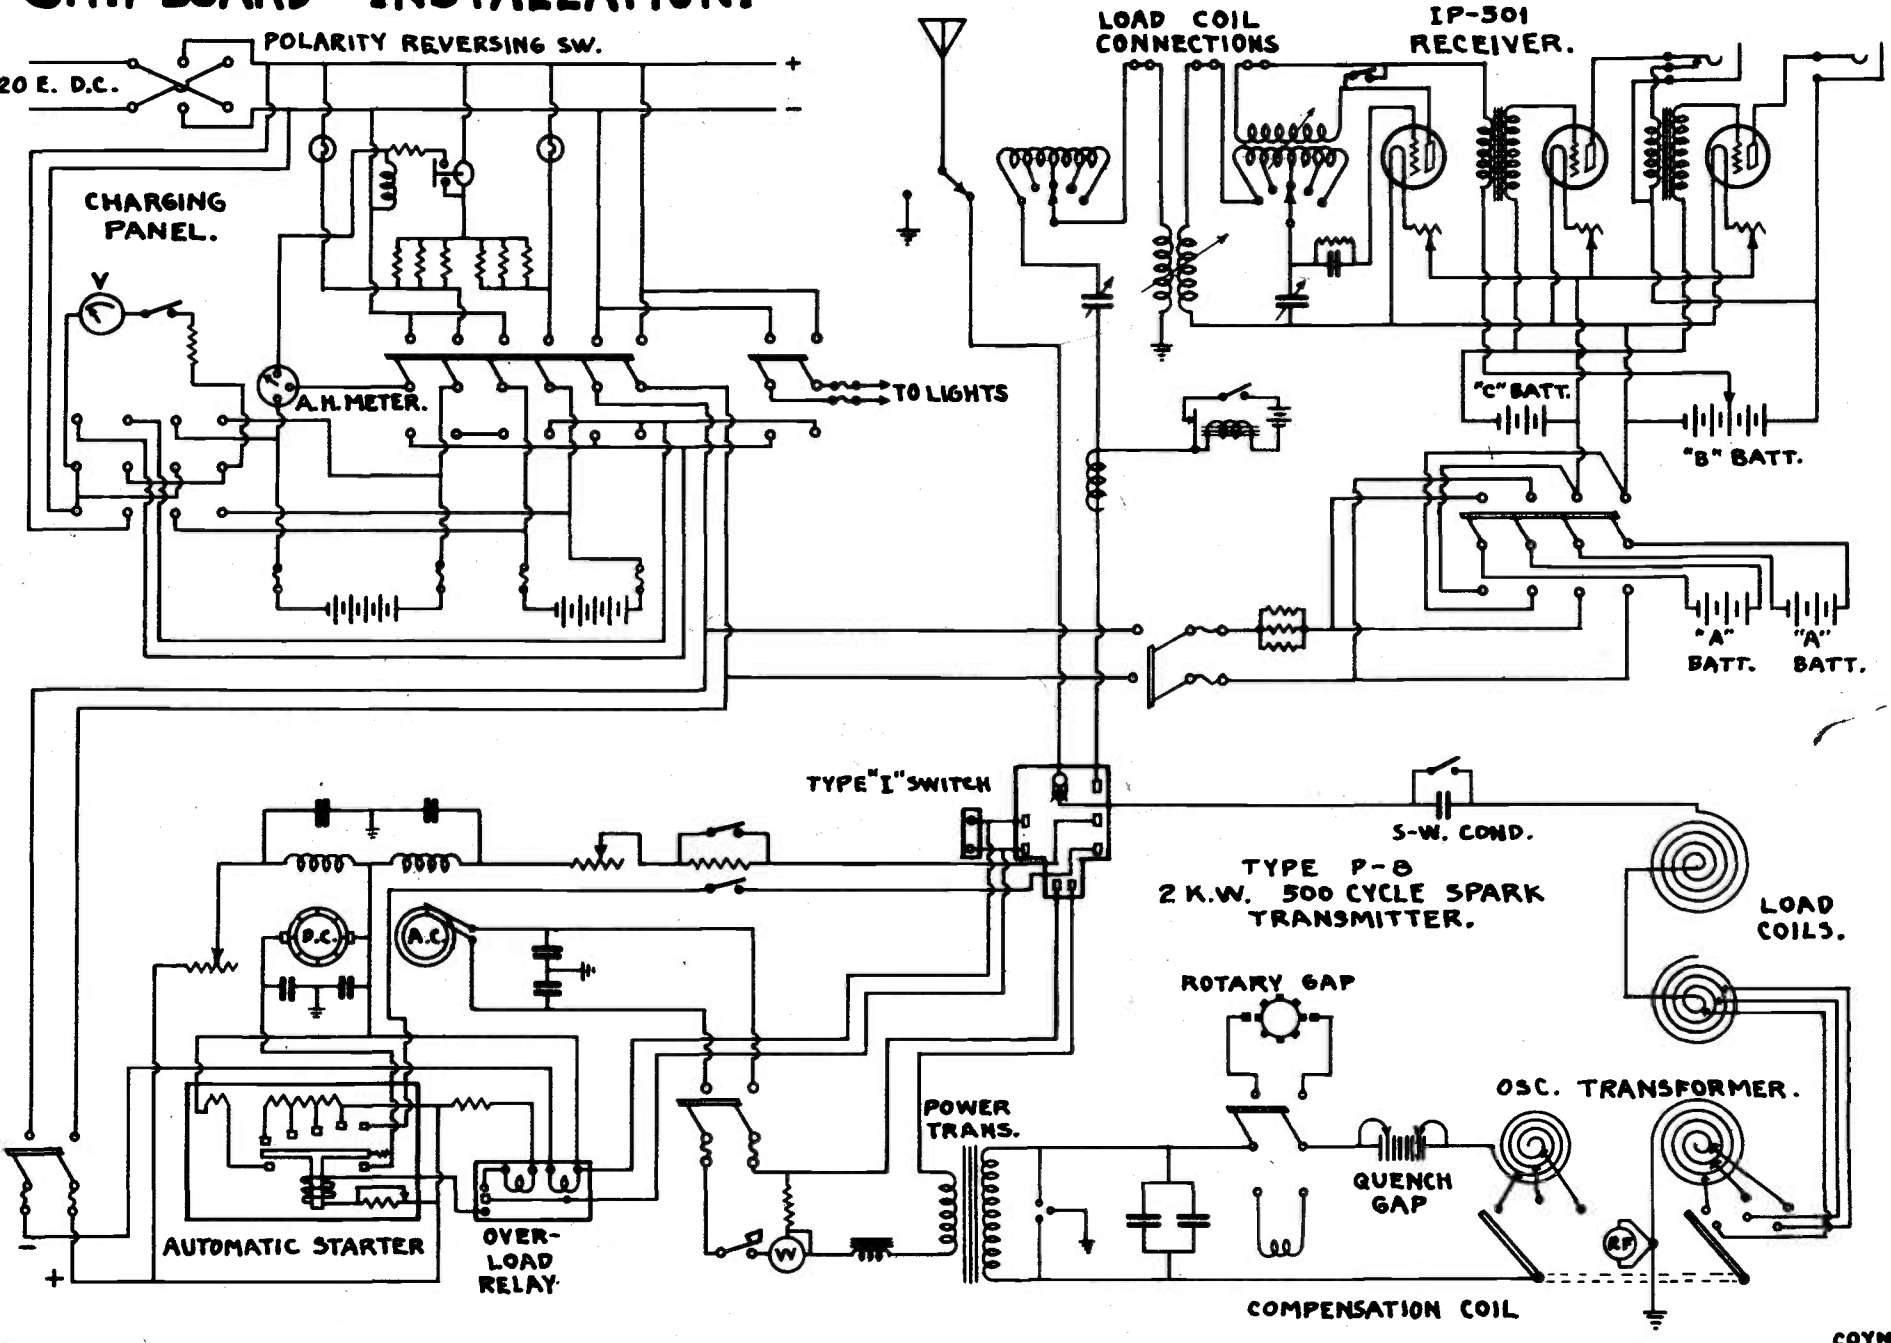 INSTALLATION.
POLARITY REVERSING SW.
20 E. D.C.
+
-
CHARGING
PANEL.
V
A.H. METER.
TO LIGHTS
LOAD COIL
CONNECTIONS
IP-501
RECEIVER.
"C" BATT.
"B" BATT.
"A"
BATT.
"A"
BATT.
TYPE "I" SWITCH
S-W. COND.
TYPE P-8
2 K.W. 500 CYCLE SPARK
TRANSMITTER.
LOAD
COILS.
D.C.
A.C.
ROTARY GAP
OSC. TRANSFORMER.
POWER
TRANS.
QUENCH
GAP
AUTOMATIC STARTER
OVER-
LOAD
RELAY.
W
RF
-
+
COMPENSATION COIL